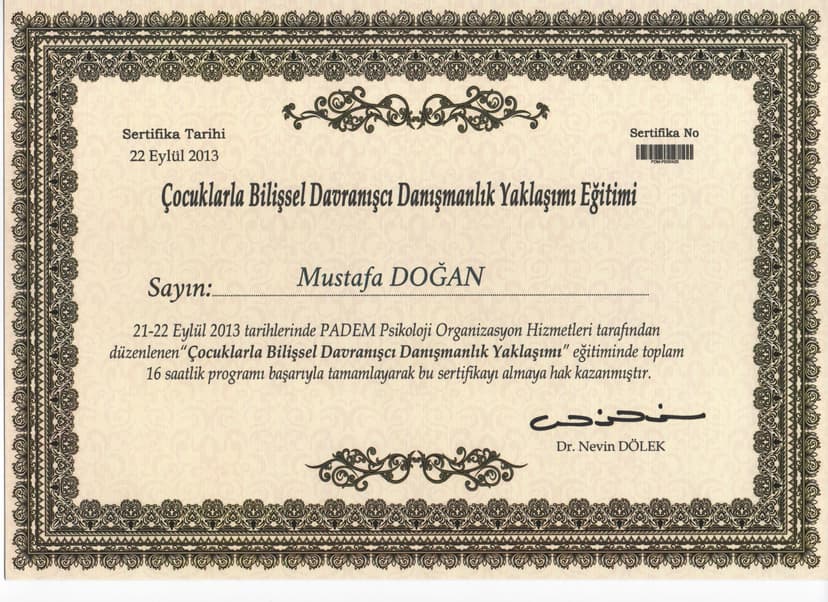 Sertifika Tarihi
22 Eylül 2013
Sertifika No
Çocuklarla Bilişsel Davranışcı Danışmanlık Yaklaşımı Eğitimi
Sayın: Mustafa DOĞAN
21-22 Eylül 2013 tarihlerinde PADEM Psikoloji Organizasyon Hizmetleri tarafından
düzenlenen“Çocuklarla Bilişsel Davranışcı Danışmanlık Yaklaşımı” eğitiminde toplam
16 saatlik programı başarıyla tamamlayarak bu sertifikayı almaya hak kazanmıştır.
Dr. Nevin DÖLEK